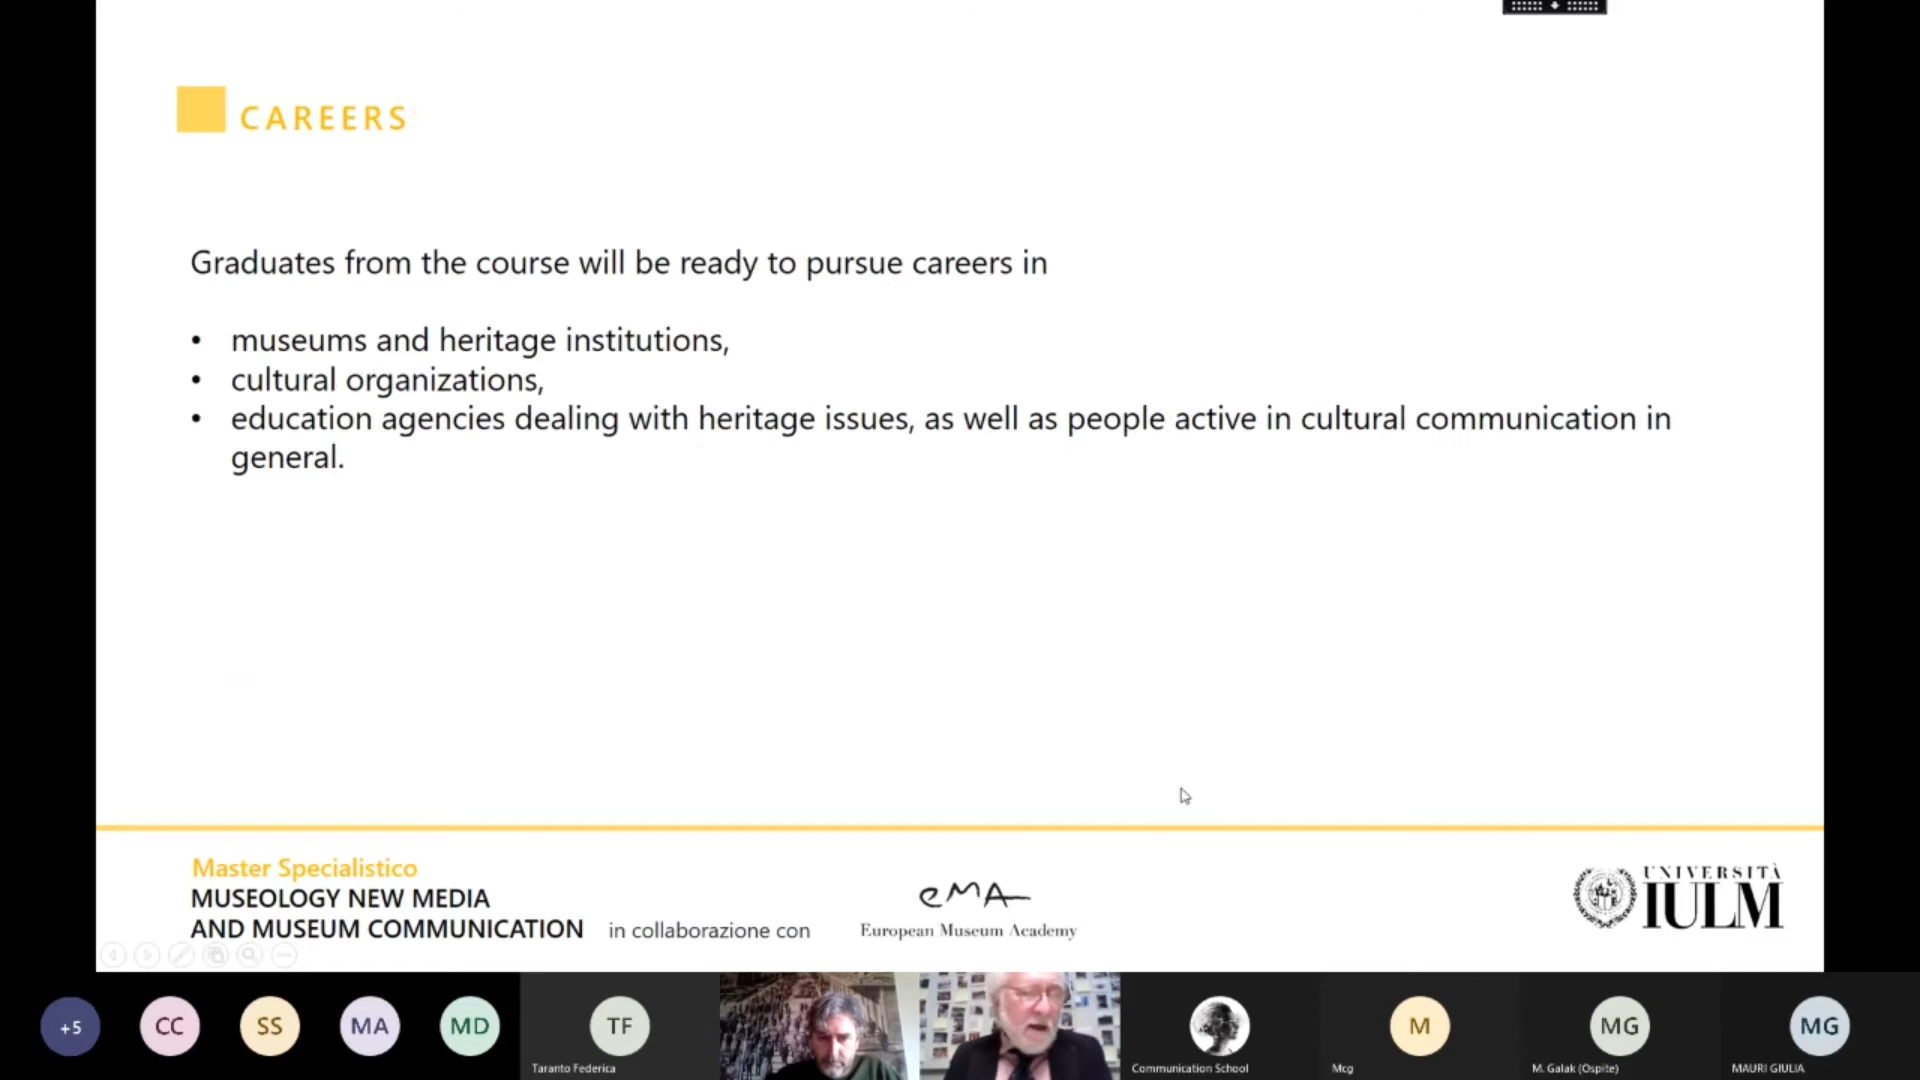 CAREERS
Graduates from the course will be ready to pursue careers in
• museums and heritage institutions,
• cultural organizations,
• education agencies dealing with heritage issues, as well as people active in cultural communication in
general.
Master Specialistico
MUSEOLOGY NEW MEDIA
AND MUSEUM COMMUNICATION in collaborazione con
eMA
European Museum Academy
UNIVERSITÀ
IULM
+5
CC
SS
MA
MD
TF
M
MG
MG
Taranto Federica
Communication School
Mcg
M. Galak (Ospite)
MAURI GIULIA